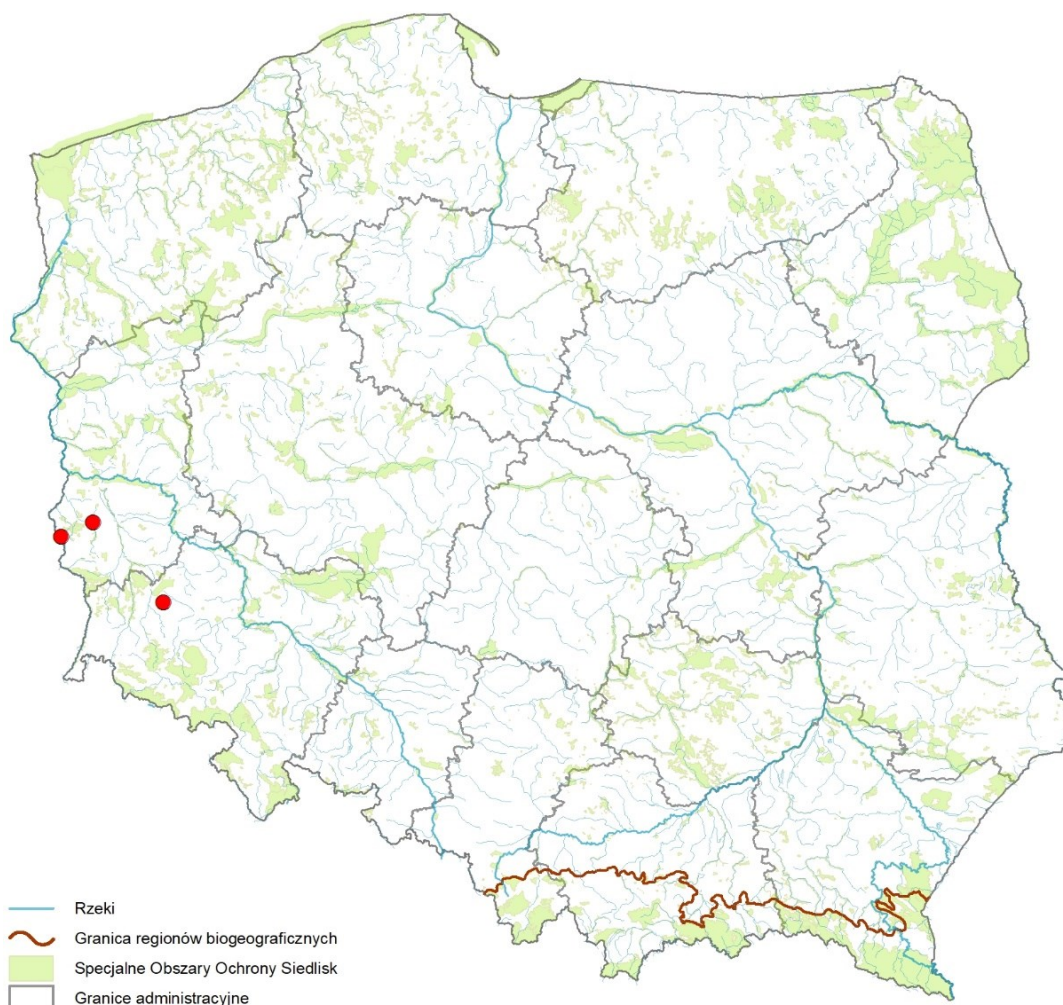 Rzeki
Granica regionów biogeograficznych
Specjalne Obszary Ochrony Siedlisk
Granice administracyjne